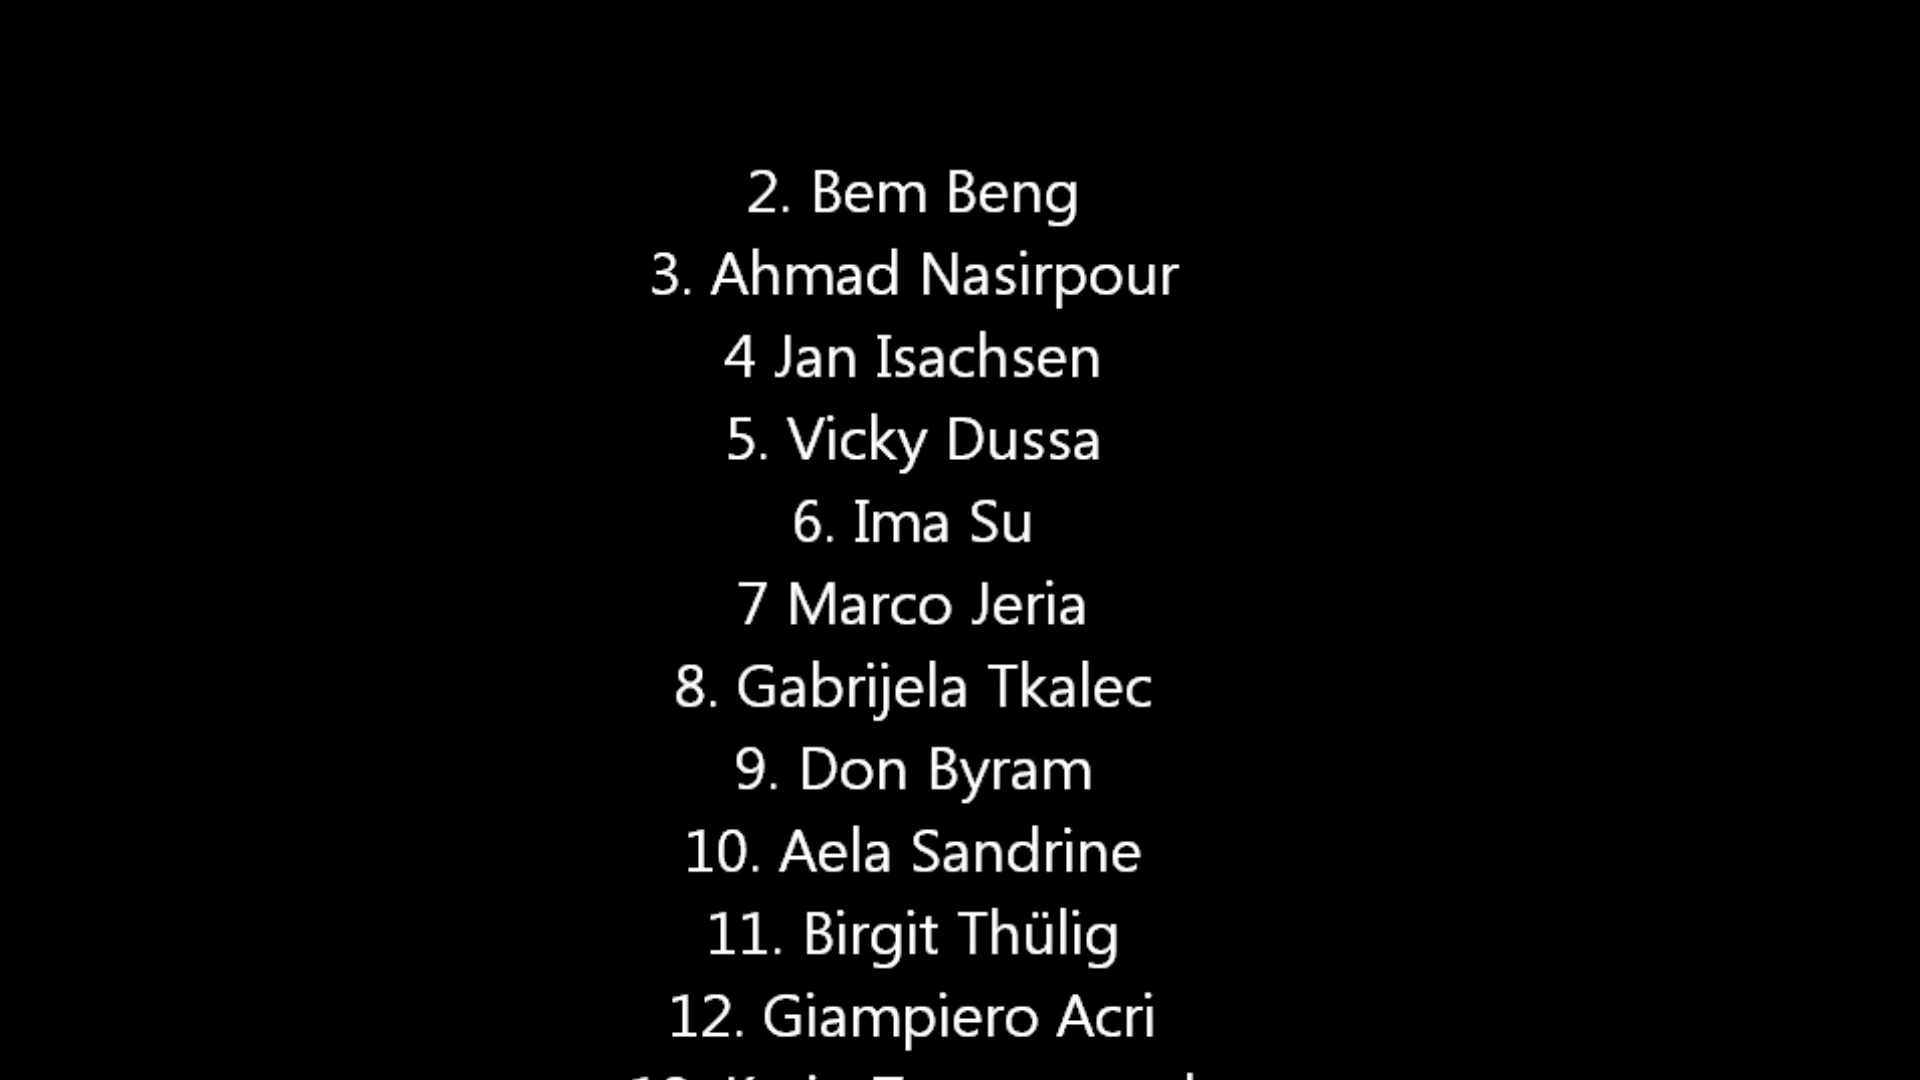 2. Bem Beng
3. Ahmad Nasirpour
4 Jan Isachsen
5. Vicky Dussa
6. Ima Su
7 Marco Jeria
8. Gabrijela Tkalec
9. Don Byram
10. Aela Sandrine
11. Birgit Thülig
12. Giampiero Acri